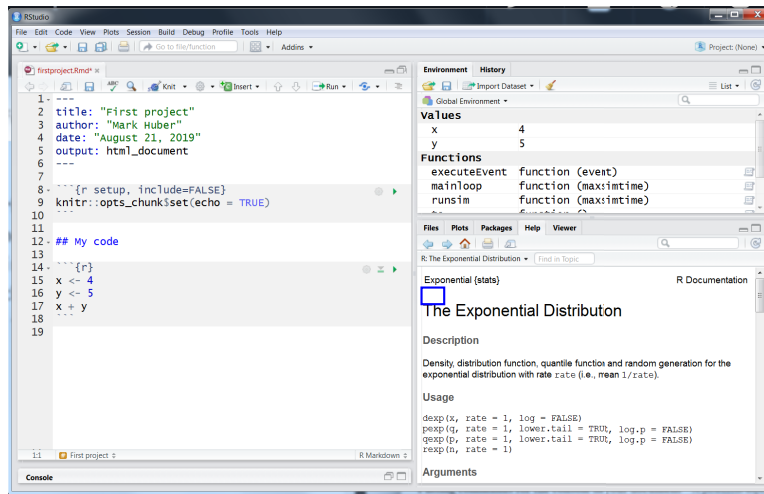 RStudio
File Edit Code View Plots Session Build Debug Profile Tools Help
Go to file/function Addins Project: (None)
firstproject.Rmd*
ABC Knit Insert Run
1 ---
2 title: "First project"
3 author: "Mark Huber"
4 date: "August 21, 2019"
5 output: html_document
6 ---
7
8 ```{r setup, include=FALSE}
9 knitr::opts_chunk$set(echo = TRUE)
10 ```
11
12 ## My code
13
14 ```{r}
15 x <- 4
16 y <- 5
17 x + y
18 ```
19
1:1 # First project R Markdown
Console
Environment History
Import Dataset List
Global Environment
Values
x 4
y 5
Functions
executeEvent function (event)
mainloop function (max:imtime)
runsim function (max:imtime)
Files Plots Packages Help Viewer
R: The Exponential Distribution Find in Topic
Exponential {stats} R Documentation
The Exponential Distribution
Description
Density, distribution function, quantile function and random generation for the
exponential distribution with rate rate (i.e., mean 1/rate).
Usage
dexp(x, rate = 1, log = FALSE)
pexp(q, rate = 1, lower.tail = TRUE, log.p = FALSE)
qexp(p, rate = 1, lower.tail = TRUE, log.p = FALSE)
rexp(n, rate = 1)
Arguments